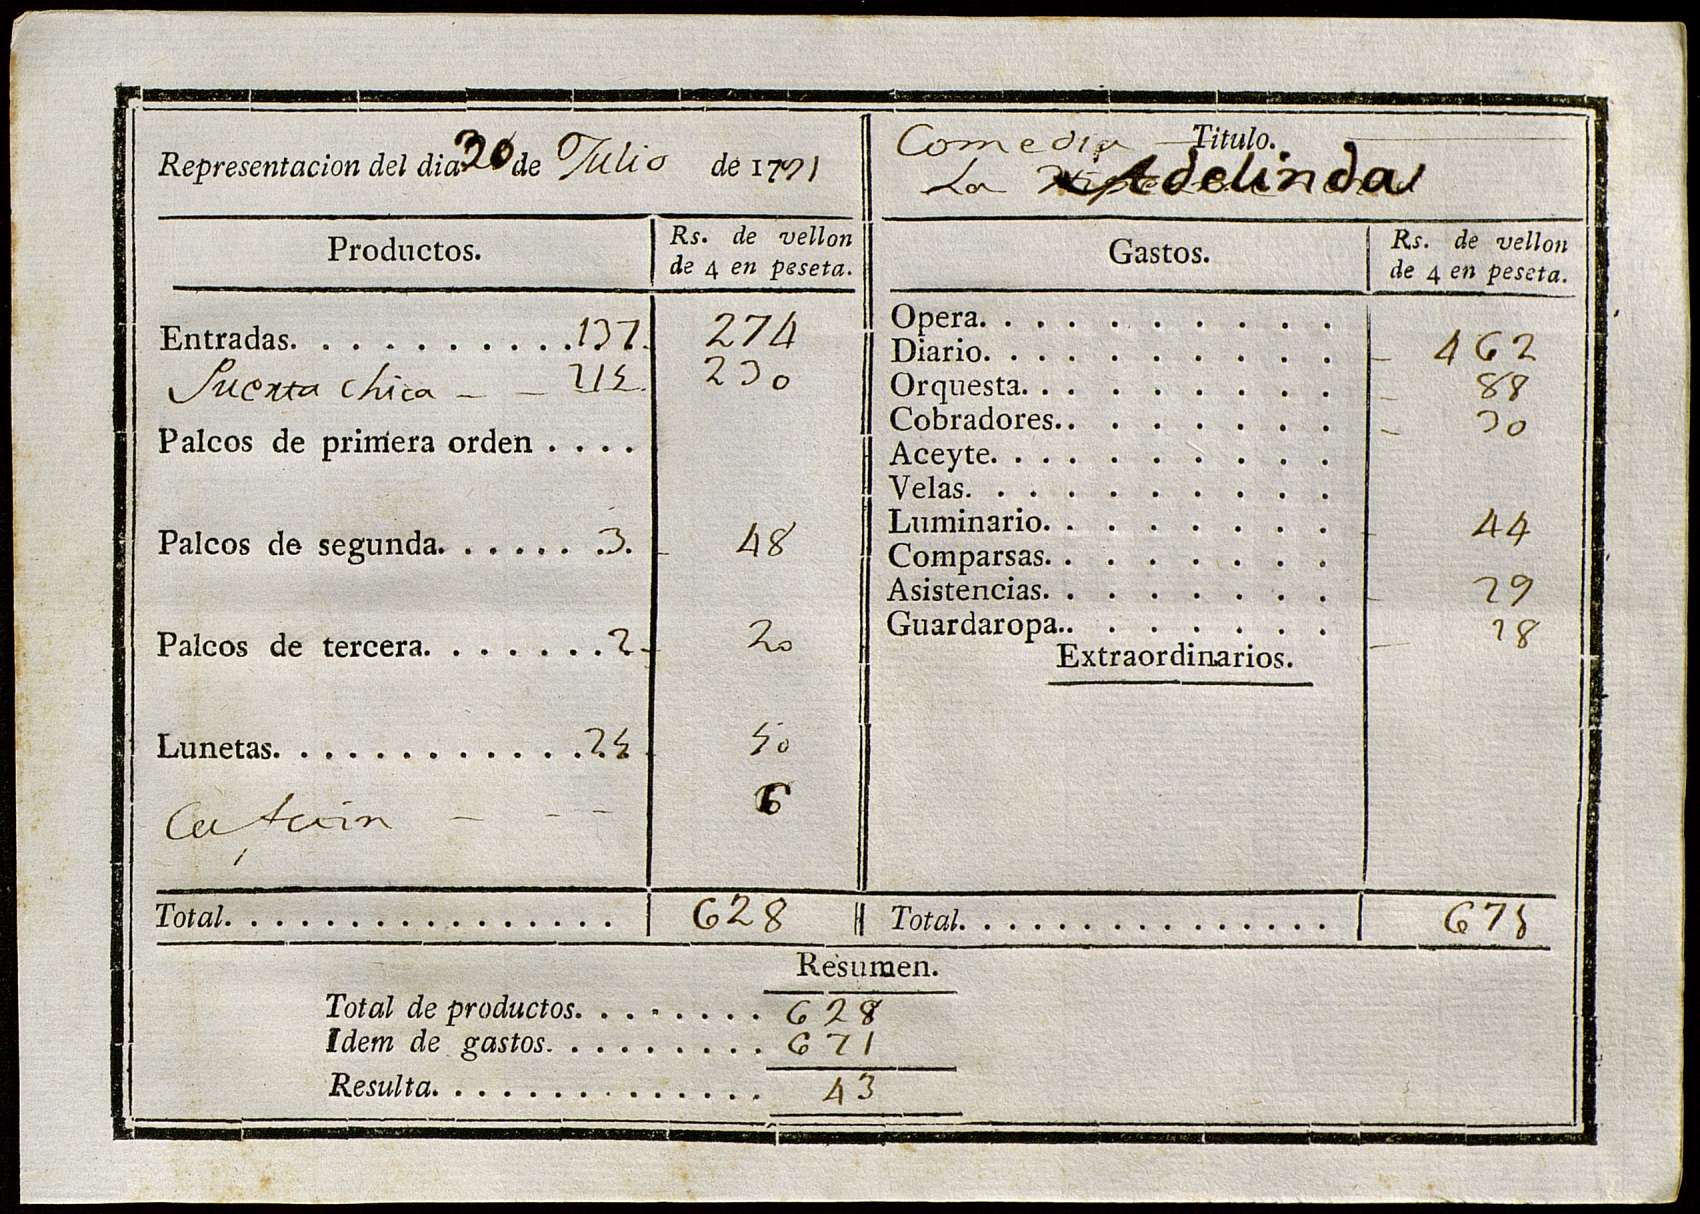 Representacion del dia 20 de Julio de 1791
Comedia Titulo.
La Adelinda
Productos. Rs. de vellon de 4 en peseta.
Gastos. Rs. de vellon de 4 en peseta.
Entradas. 137. 274
Puerta chica - - 215. 230
Palcos de primera orden
Palcos de segunda. 3. 48
Palcos de tercera. 2. 20
Lunetas. 25. 50
6
Opera.
Diario. 462
Orquesta. 88
Cobradores. 30
Aceyte.
Velas.
Luminario. 44
Comparsas.
Asistencias. 29
Guardaropa. 18
Extraordinarios.
Total. 628
Total. 671
Resumen.
Total de productos. 628
Idem de gastos. 671
Resulta. 43